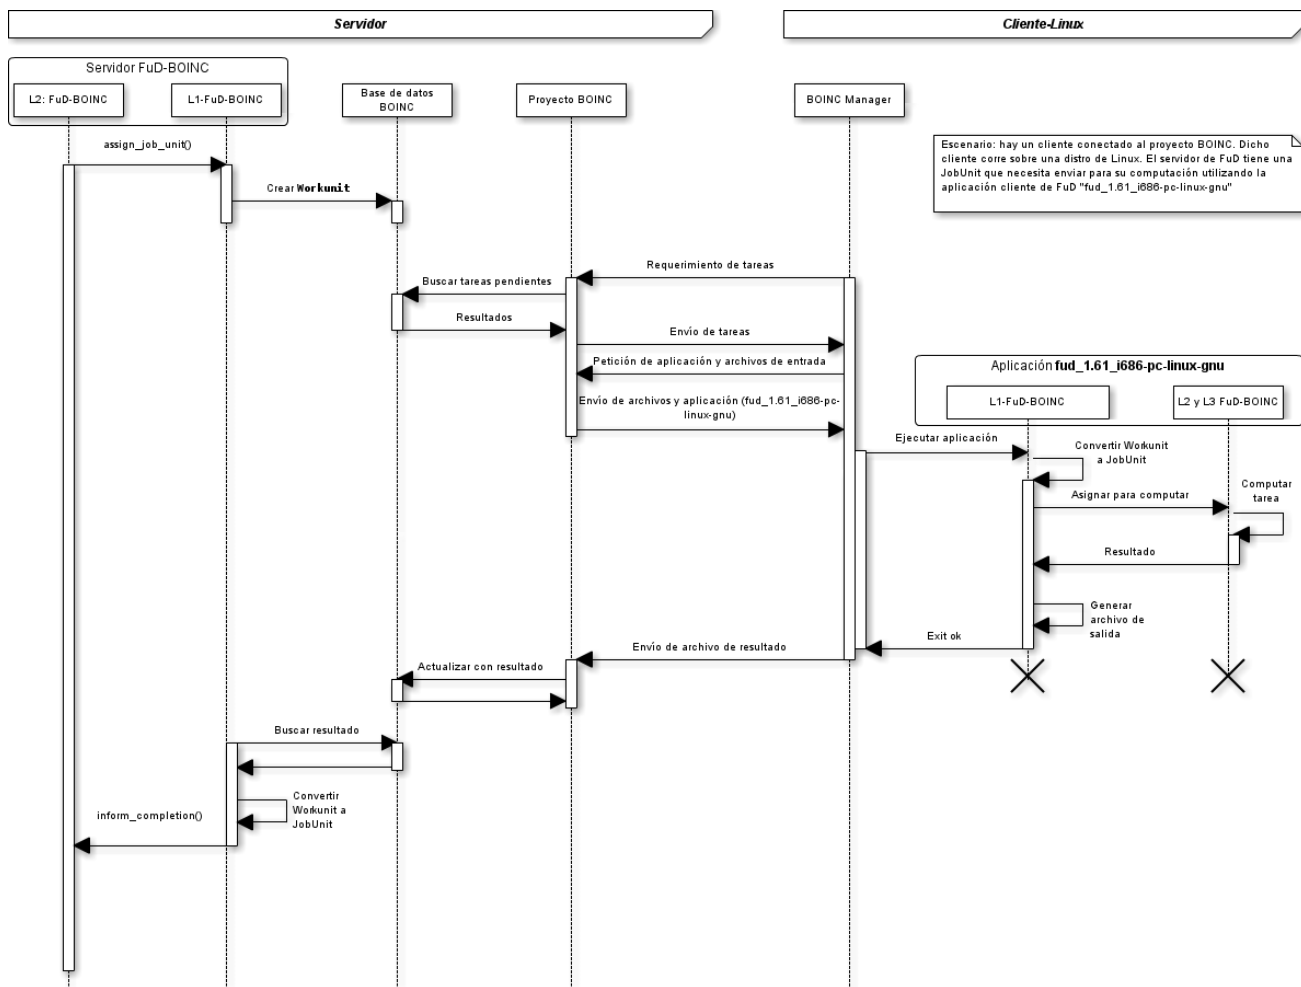 Servidor
Cliente-Linux
Servidor FuD-BOINC
L2: FuD-BOINC
L1-FuD-BOINC
Base de datos
BOINC
Proyecto BOINC
BOINC Manager
Escenario: hay un cliente conectado al proyecto BOINC. Dicho
cliente corre sobre una distro de Linux. El servidor de FuD tiene una
JobUnit que necesita enviar para su computación utilizando la
aplicación cliente de FuD "fud_1.61_i686-pc-linux-gnu"
assign_job_unit()
Crear Workunit
Requerimiento de tareas
Buscar tareas pendientes
Resultados
Envío de tareas
Petición de aplicación y archivos de entrada
Aplicación fud_1.61_i686-pc-linux-gnu
L1-FuD-BOINC
L2 y L3 FuD-BOINC
Envío de archivos y aplicación (fud_1.61_i686-pc-
linux-gnu)
Ejecutar aplicación
Convertir Workunit
a JobUnit
Asignar para computar
Computar
tarea
Resultado
Generar
archivo de
salida
Exit ok
Envío de archivo de resultado
Actualizar con resultado
Buscar resultado
Convertir
Workunit a
JobUnit
inform_completion()